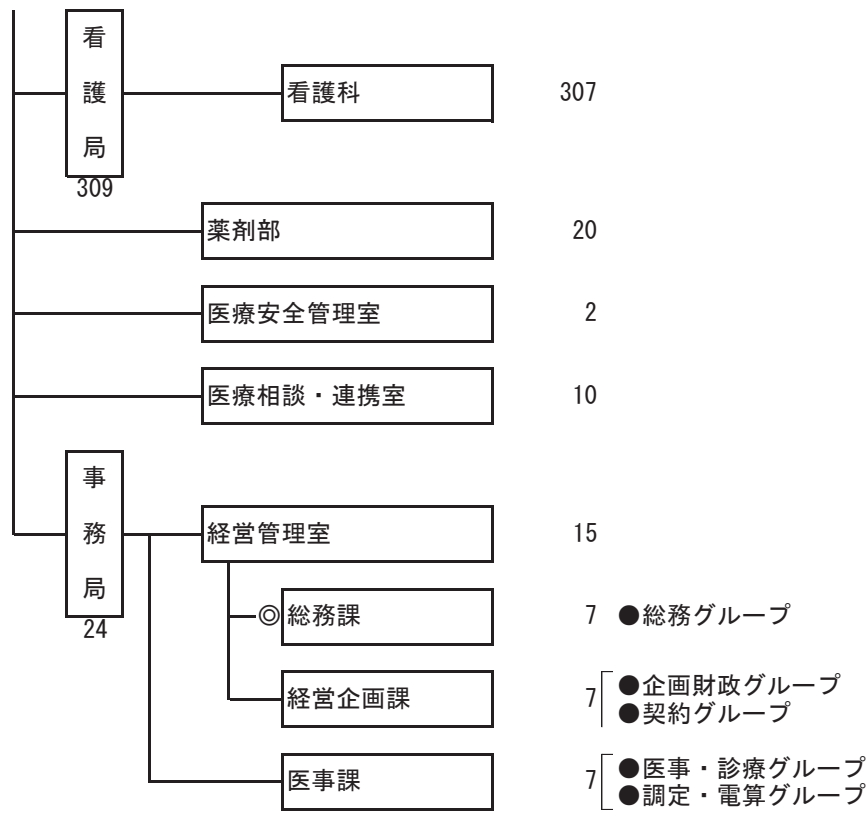 看護局
309
看護科 307
薬剤部 20
医療安全管理室 2
医療相談・連携室 10
事務局
24
経営管理室 15
◎総務課 7 ●総務グループ
経営企画課 7 ●企画財政グループ
●契約グループ
医事課 7 ●医事・診療グループ
●調定・電算グループ